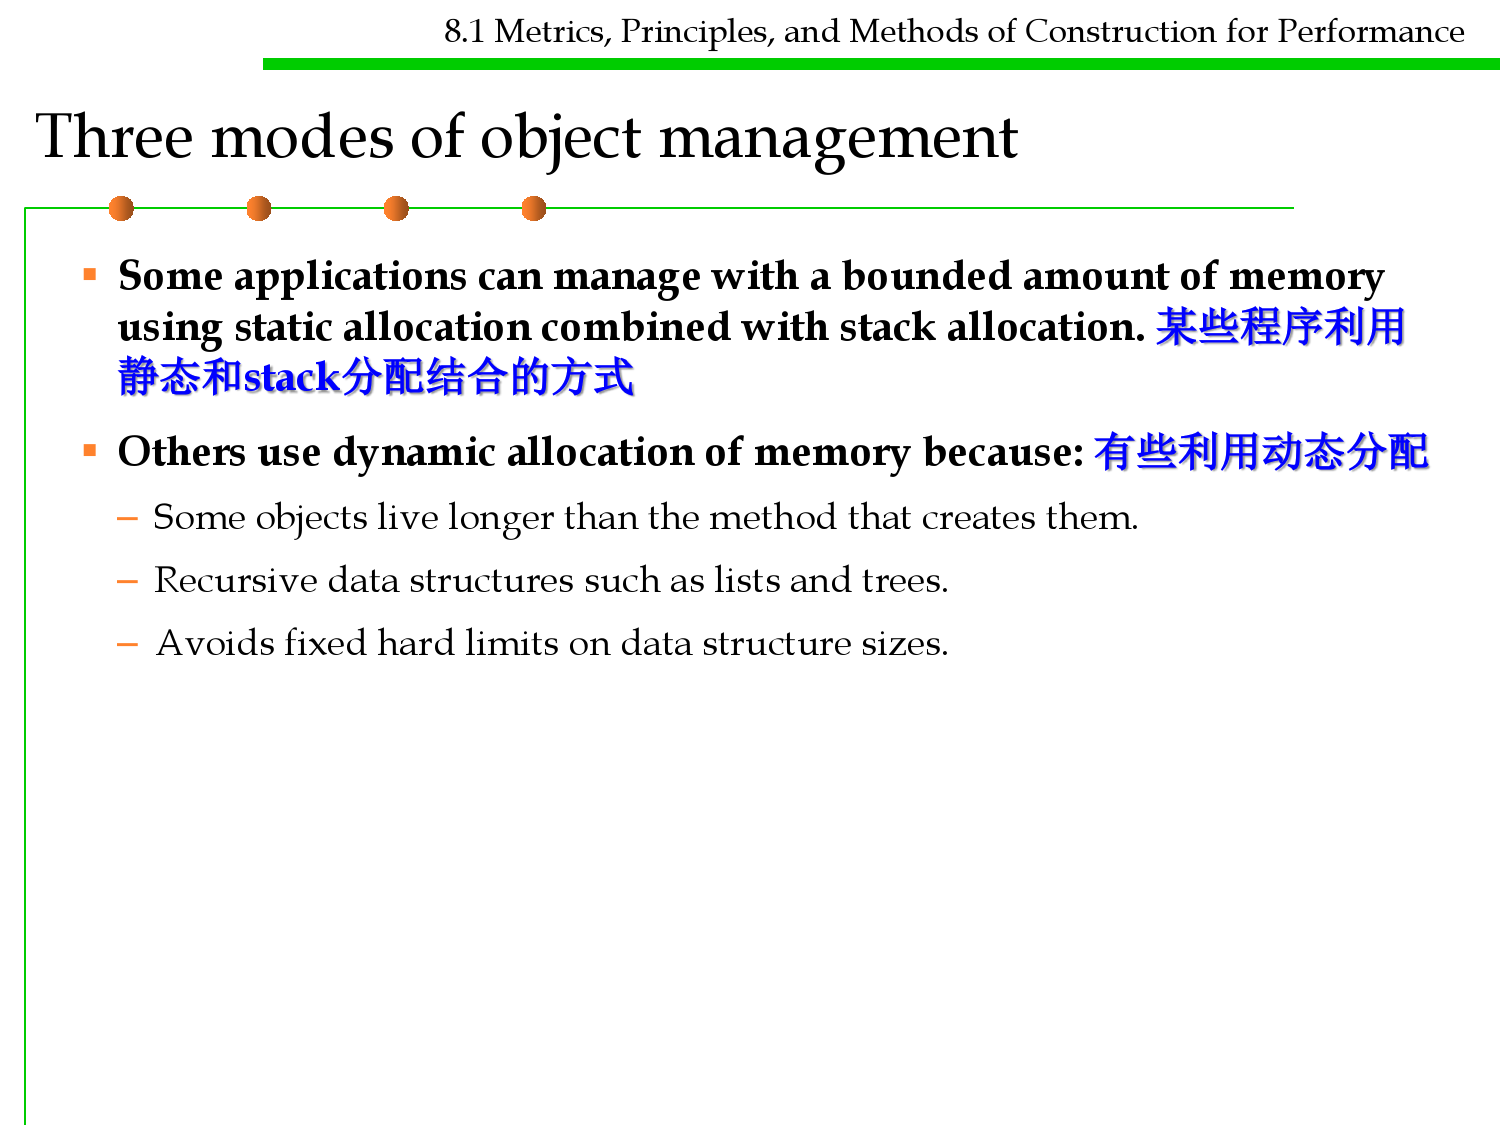 8.1 Metrics, Principles, and Methods of Construction for Performance
Three modes of object management
Some applications can manage with a bounded amount of memory
using static allocation combined with stack allocation. 某些程序利用
静态和stack分配结合的方式
Others use dynamic allocation of memory because: 有些利用动态分配
– Some objects live longer than the method that creates them.
– Recursive data structures such as lists and trees.
– Avoids fixed hard limits on data structure sizes.